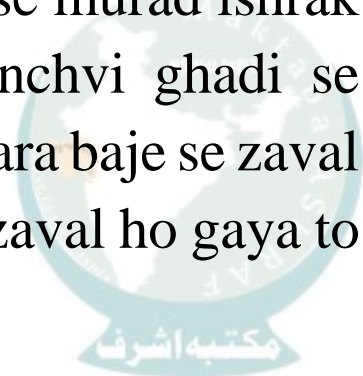 se murad ishrak
nchvi ghadi se
ara baje se zaval
zaval ho gaya to
مکتبہ اشرف